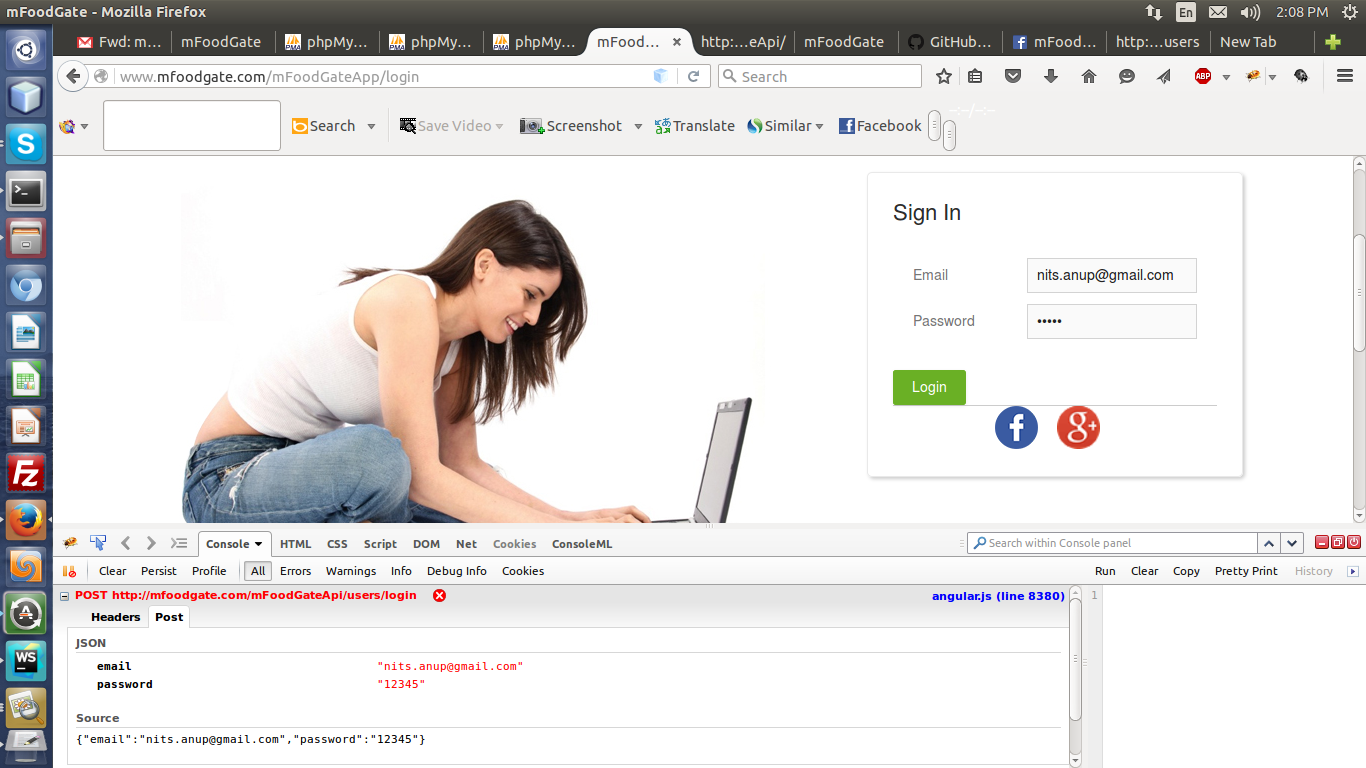 mFoodGate - Mozilla Firefox
En
2:08 PM
Fwd: m…
mFoodGate
phpMy…
phpMy…
phpMy…
mFood…
http:…eApi/
mFoodGate
GitHub…
mFood…
http:…users
New Tab
www.mfoodgate.com/mFoodGateApp/login
Search
ABP
Search
Save Video
Screenshot
Translate
Similar
Facebook
--:--/--:--
Sign In
Email
nits.anup@gmail.com
Password
•••••
Login
f
g+
Console
HTML
CSS
Script
DOM
Net
Cookies
ConsoleML
Search within Console panel
Clear
Persist
Profile
All
Errors
Warnings
Info
Debug Info
Cookies
Run
Clear
Copy
Pretty Print
History
POST http://mfoodgate.com/mFoodGateApi/users/login
angular.js (line 8380)
1
Headers
Post
JSON
email
"nits.anup@gmail.com"
password
"12345"
Source
{"email":"nits.anup@gmail.com","password":"12345"}
S
Fz
WS